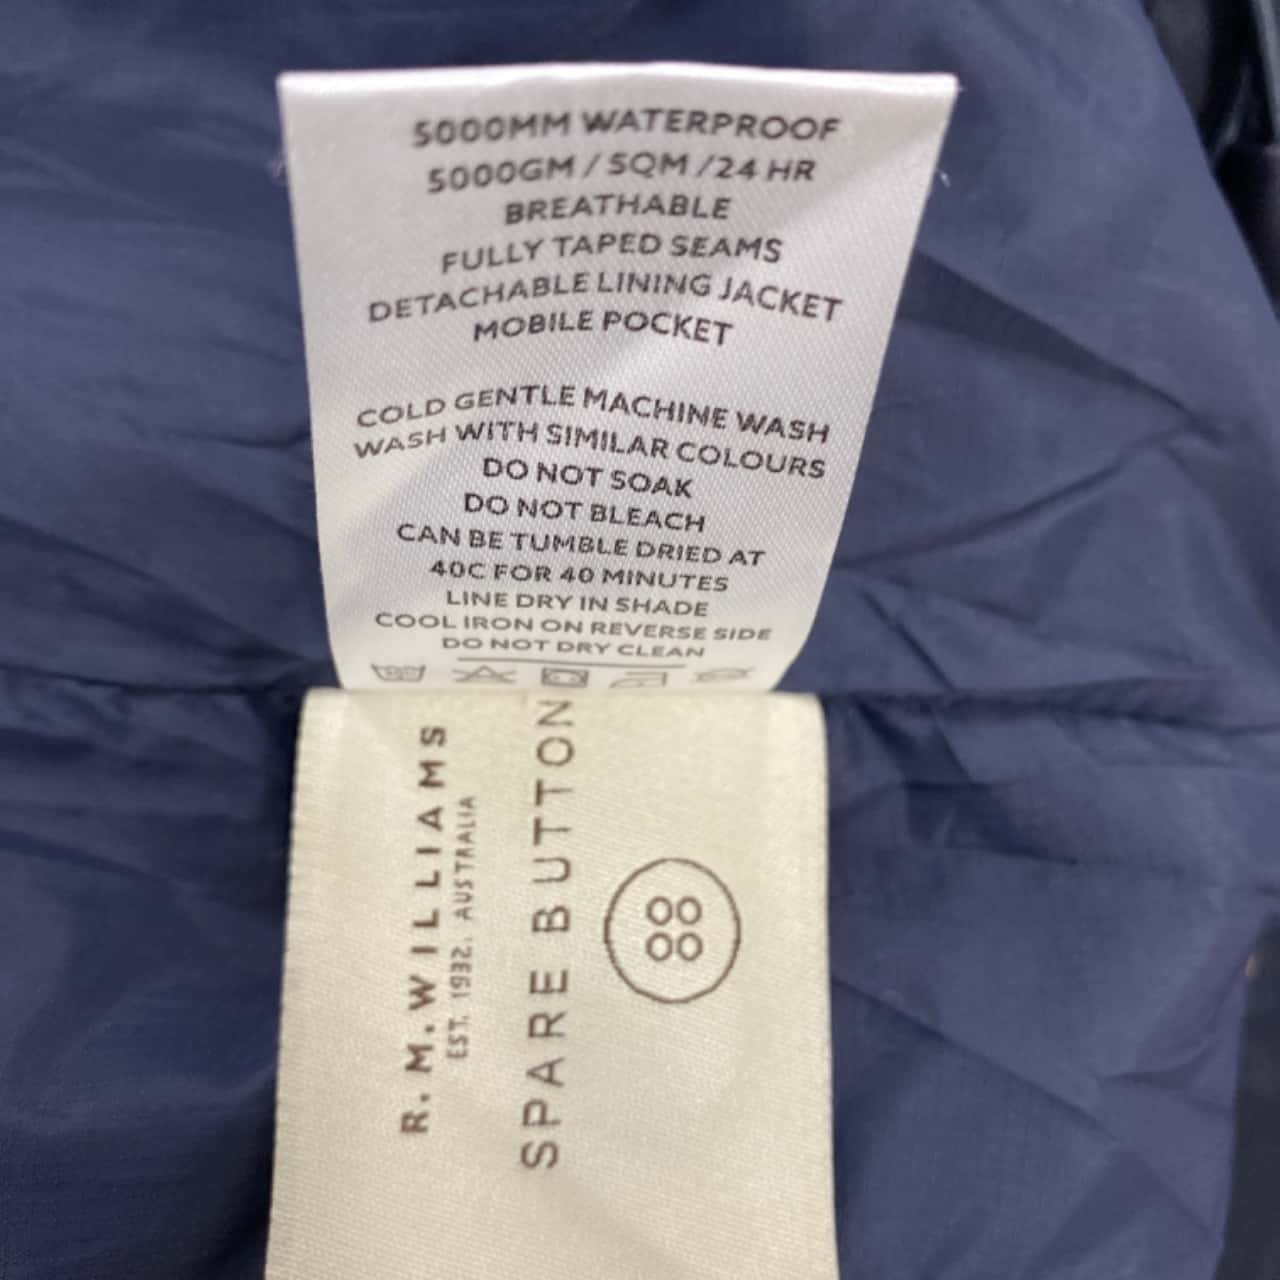 5000MM WATERPROOF
5000GM / SQM /24 HR
BREATHABLE
FULLY TAPED SEAMS
DETACHABLE LINING JACKET
MOBILE POCKET
COLD GENTLE MACHINE WASH
WASH WITH SIMILAR COLOURS
DO NOT SOAK
DO NOT BLEACH
CAN BE TUMBLE DRIED AT
40C FOR 40 MINUTES
LINE DRY IN SHADE
COOL IRON ON REVERSE SIDE
DO NOT DRY CLEAN
R.M.WILLIAMS
EST. 1932. AUSTRALIA
SPARE BUTTON